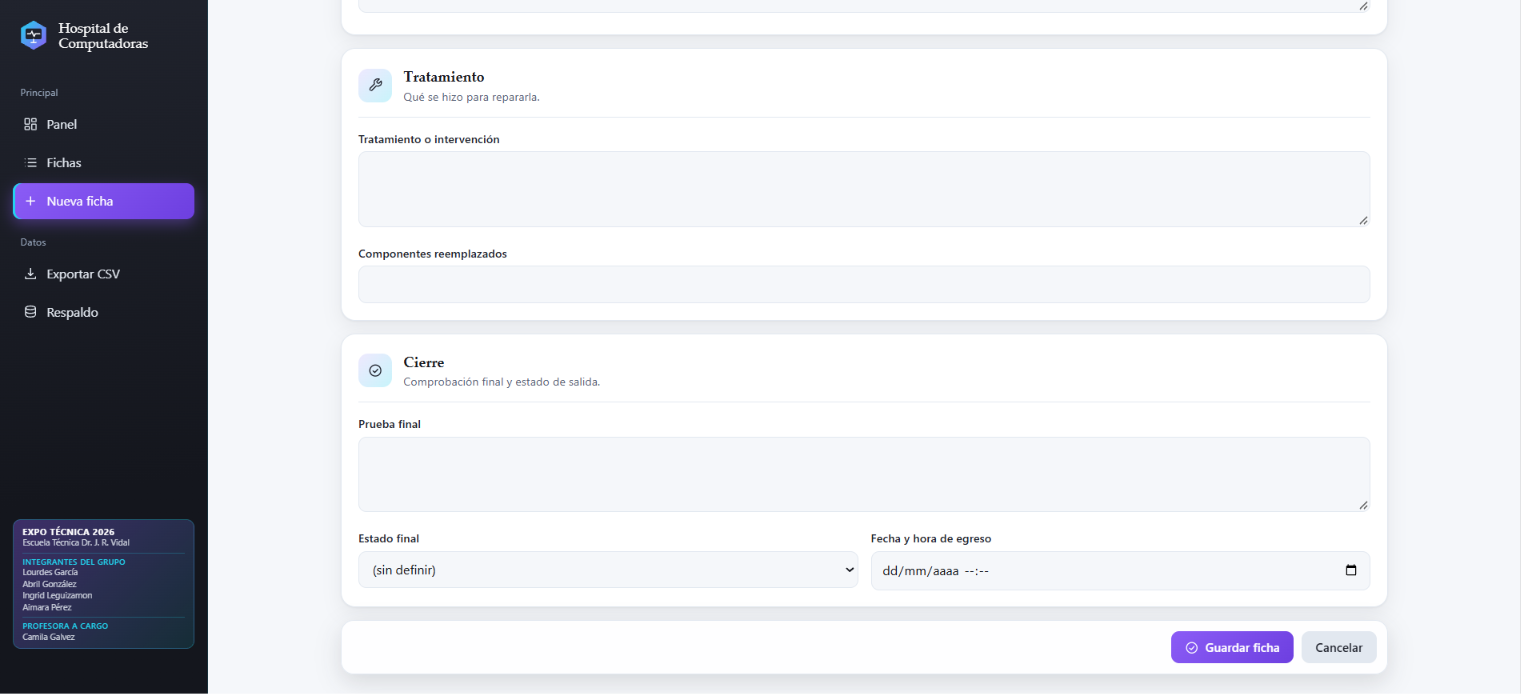 Hospital de
Computadoras
Principal
Panel
Fichas
Nueva ficha
Datos
Exportar CSV
Respaldo
EXPO TÉCNICA 2026
Escuela Técnica Dr. J. R. Vidal
INTEGRANTES DEL GRUPO
Lourdes García
Abril González
Ingrid Leguizamon
Aimara Pérez
PROFESORA A CARGO
Camila Galvez
Tratamiento
Qué se hizo para repararla.
Tratamiento o intervención
Componentes reemplazados
Cierre
Comprobación final y estado de salida.
Prueba final
Estado final
(sin definir)
Fecha y hora de egreso
dd/mm/aaaa --:--
Guardar ficha
Cancelar